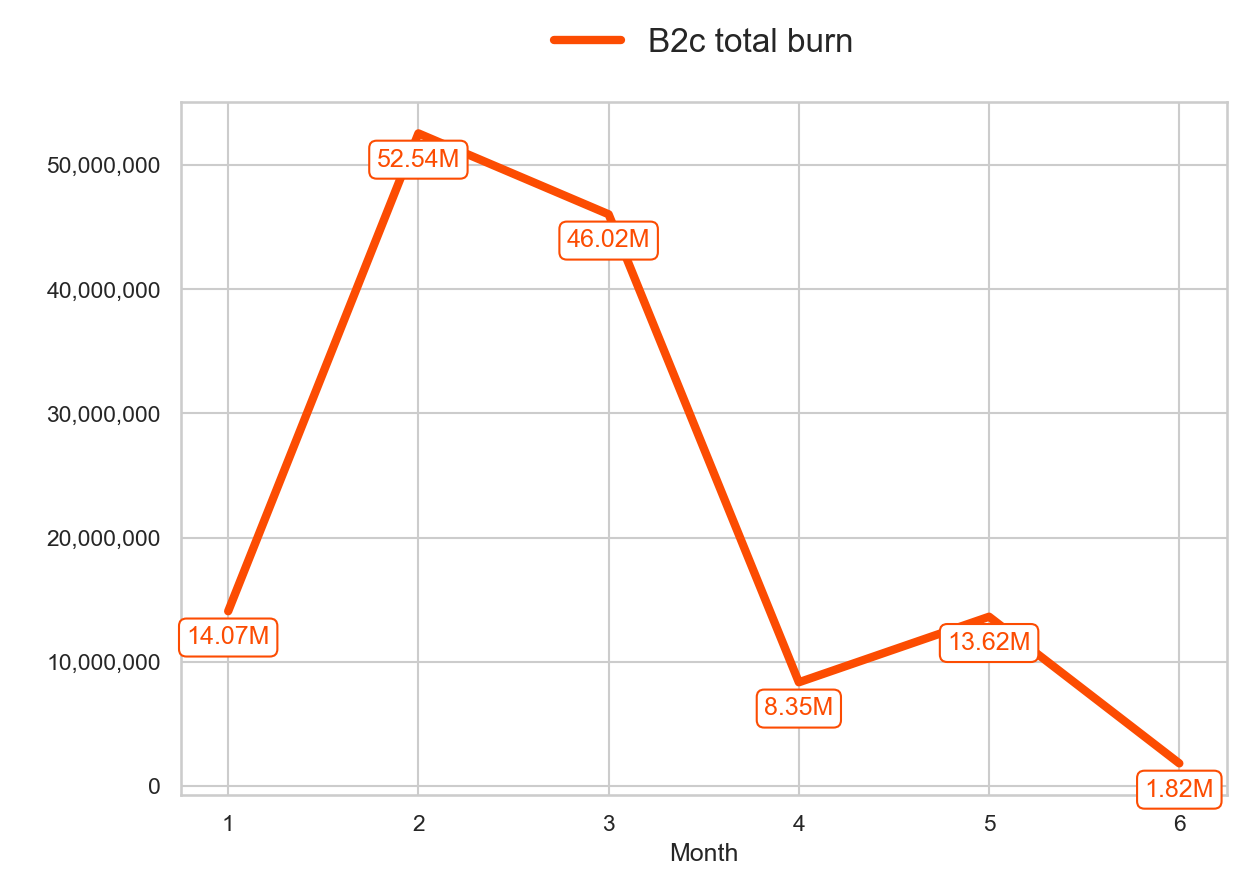 B2c total burn
50,000,000
40,000,000
30,000,000
20,000,000
10,000,000
0
52.54M
46.02M
14.07M
13.62M
8.35M
1.82M
1 2 3 4 5 6
Month